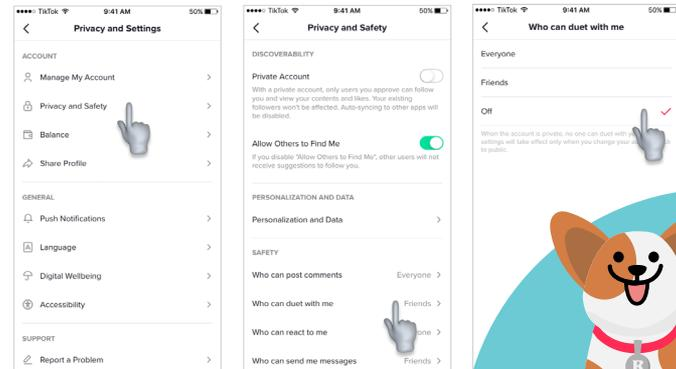 TikTok 9:41 AM 50%
Privacy and Settings
ACCOUNT
Manage My Account
Privacy and Safety
Balance
Share Profile
GENERAL
Push Notifications
Language
Digital Wellbeing
Accessibility
SUPPORT
Report a Problem
TikTok 9:41 AM 50%
Privacy and Safety
DISCOVERABILITY
Private Account
With a private account, only users you approve can follow
you and view your contents and likes. Your existing
followers won't be affected. Auto-syncing to other apps will
be disabled.
Allow Others to Find Me
If you disable "Allow Others to Find Me", other users will not
receive suggestions to follow you.
PERSONALIZATION AND DATA
Personalization and Data
SAFETY
Who can post comments Everyone
Who can duet with me Friends
Who can react to me
Who can send me messages Friends
TikTok 9:41 AM 50%
Who can duet with me
Everyone
Friends
Off
When the account is private, no one can duet with
settings will take effect only when you change your
to public.